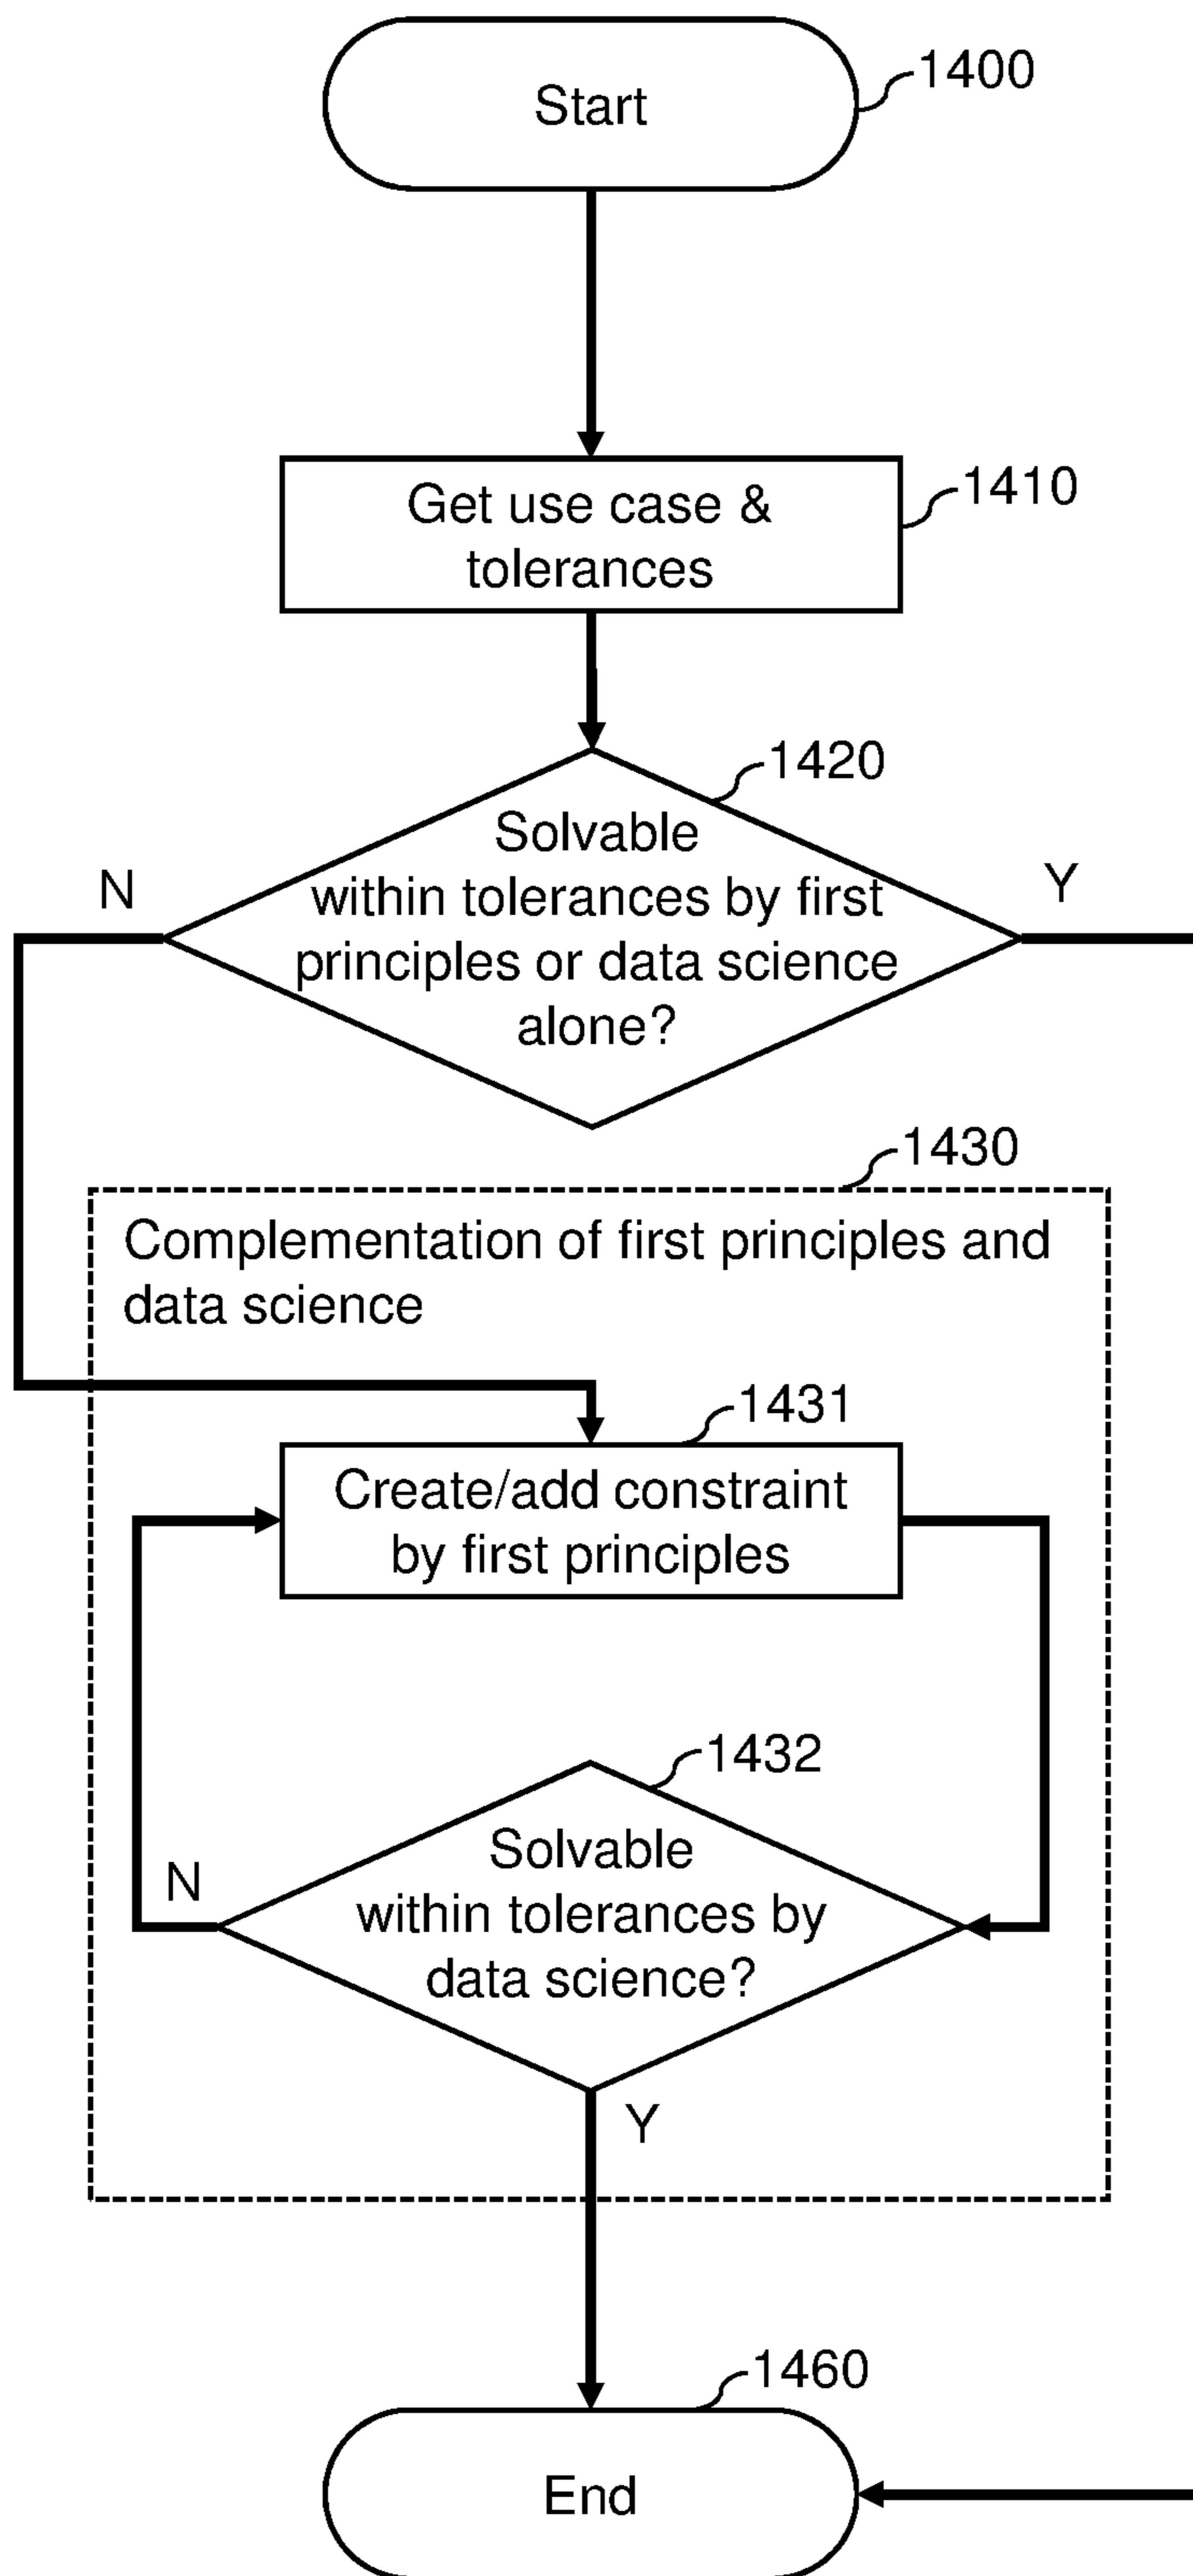 Start
1400
Get use case &
tolerances
1410
1420
Solvable
within tolerances by first
principles or data science
alone?
N
Y
1430
Complementation of first principles and
data science
1431
Create/add constraint
by first principles
1432
Solvable
within tolerances by
data science?
N
Y
1460
End